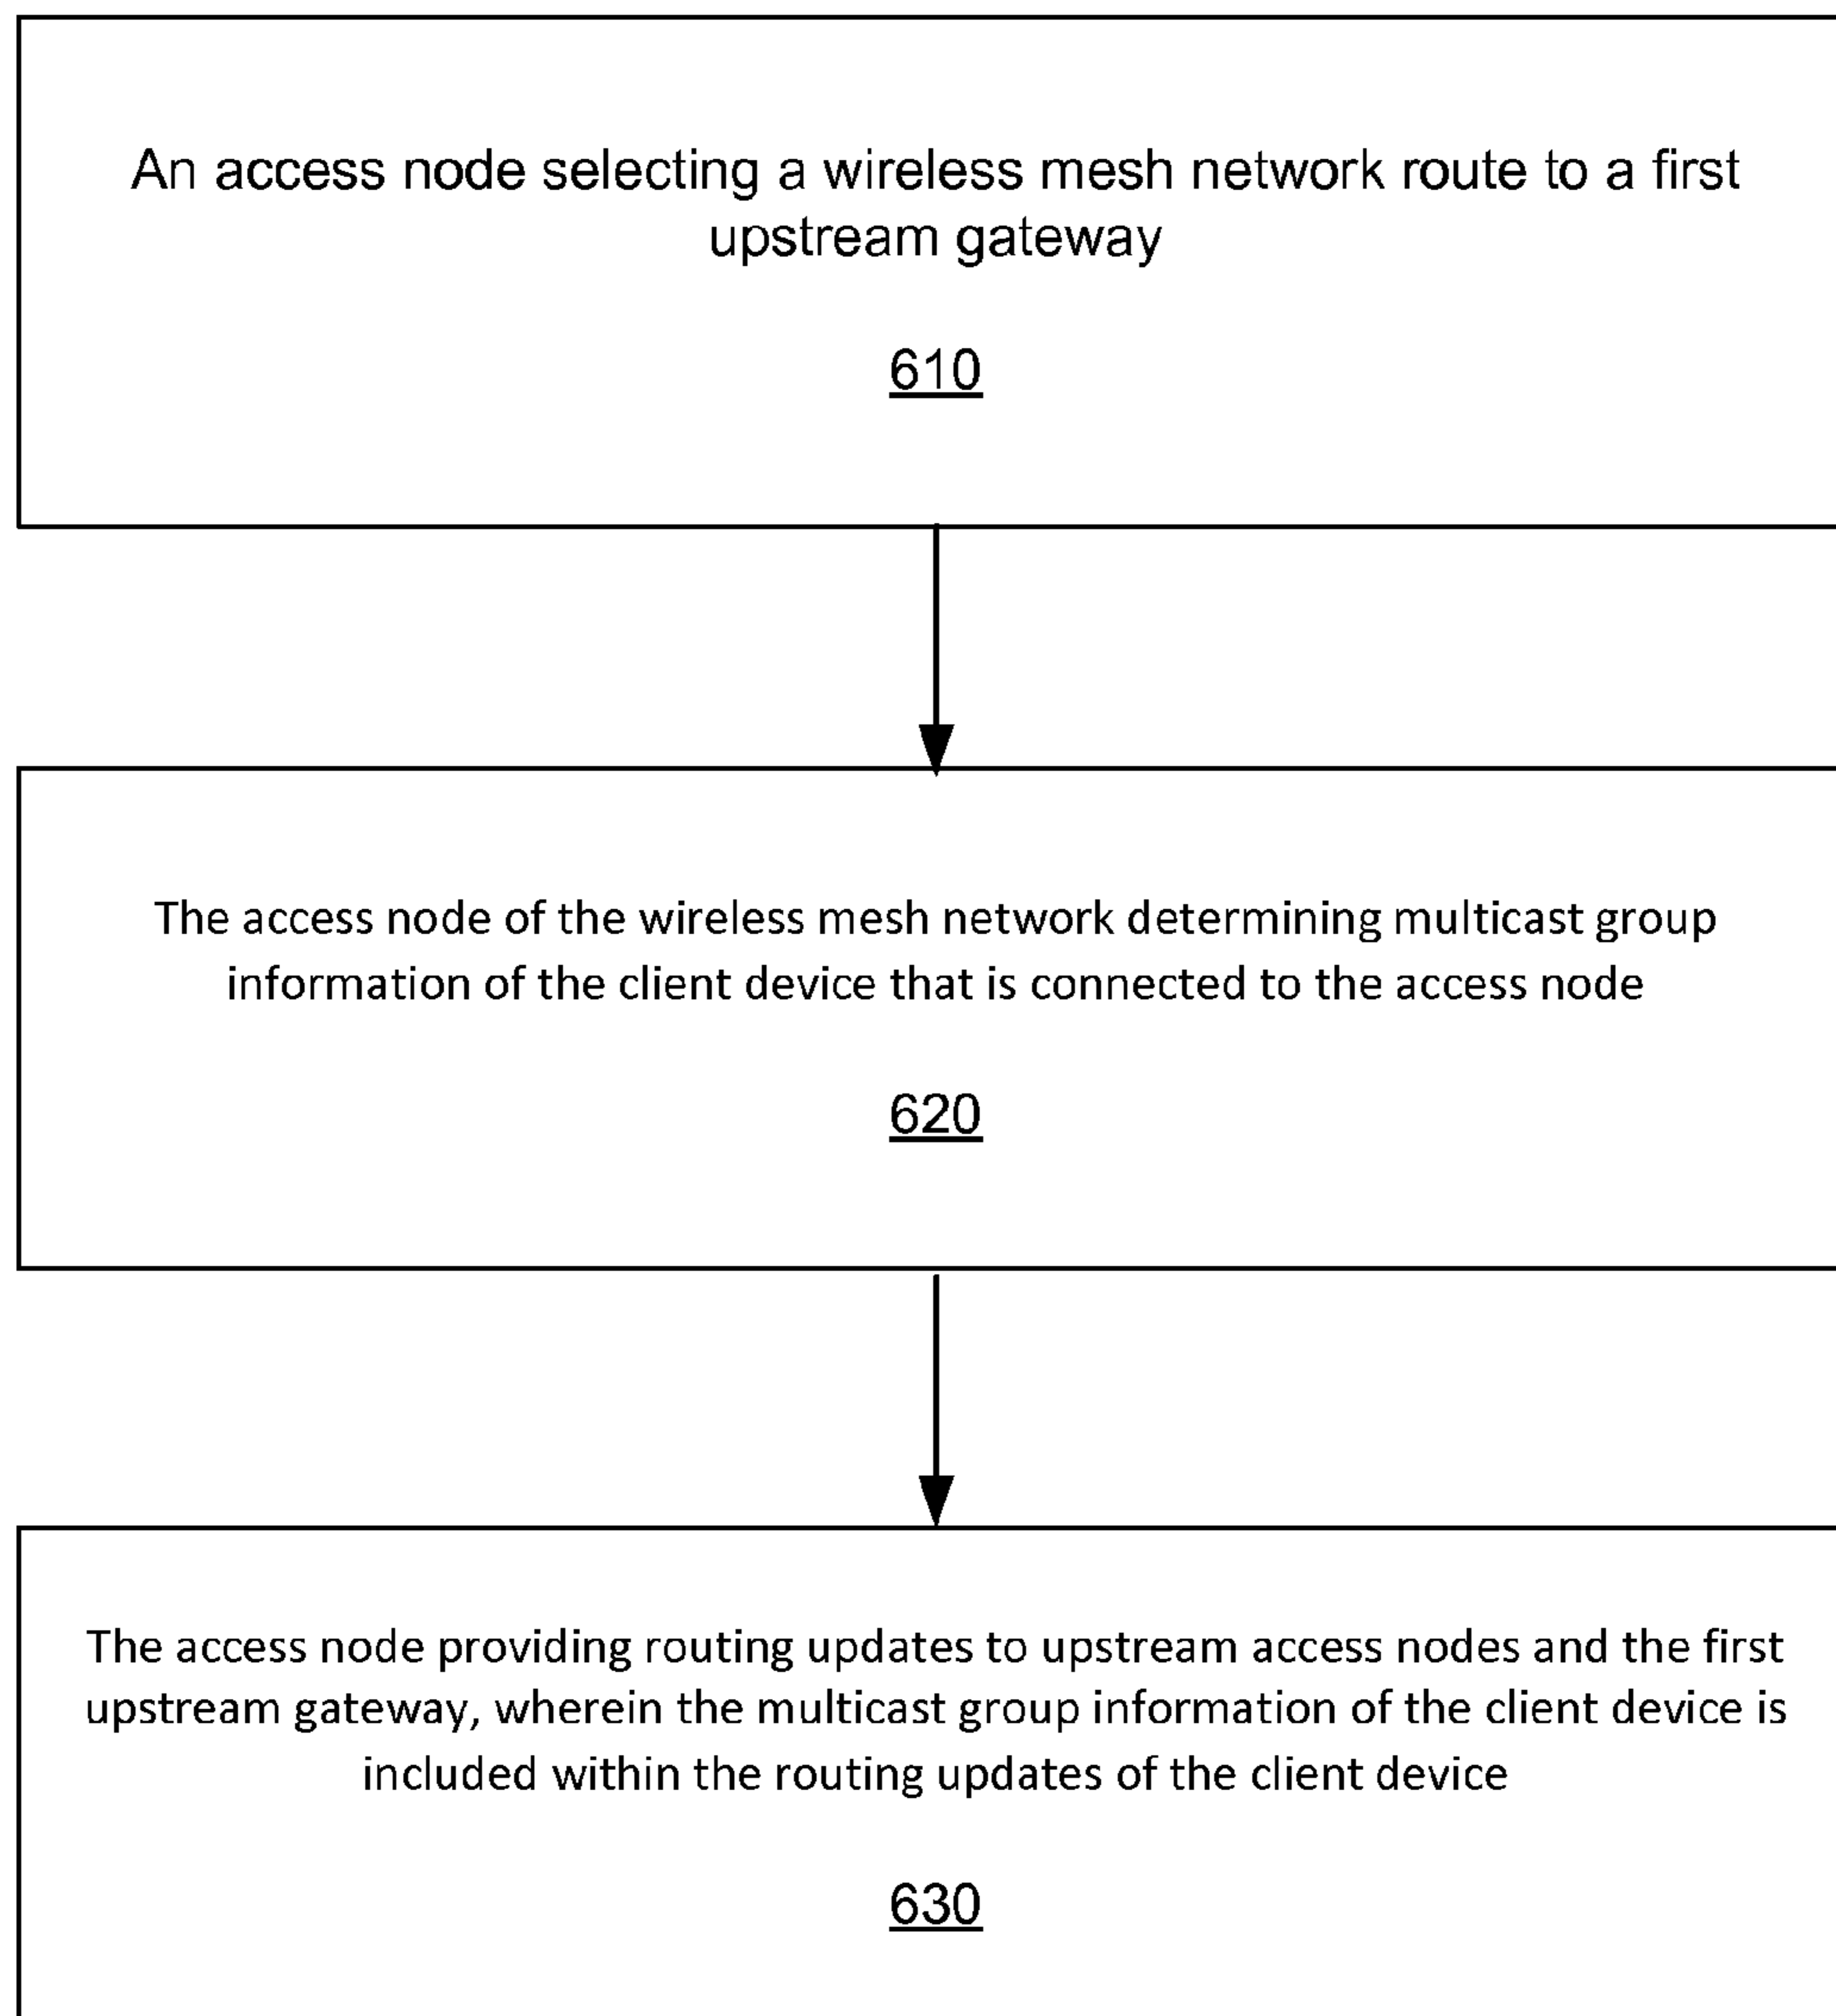 An access node selecting a wireless mesh network route to a first
upstream gateway
610
The access node of the wireless mesh network determining multicast group
information of the client device that is connected to the access node
620
The access node providing routing updates to upstream access nodes and the first
upstream gateway, wherein the multicast group information of the client device is
included within the routing updates of the client device
630